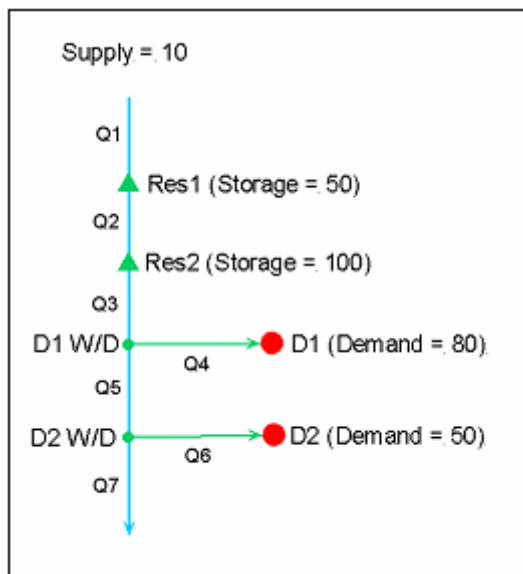 Supply = 10
Q1
Res1 (Storage = 50)
Q2
Res2 (Storage = 100)
Q3
D1 W/D
D1 (Demand = 80)
Q4
Q5
D2 W/D
D2 (Demand = 50)
Q6
Q7